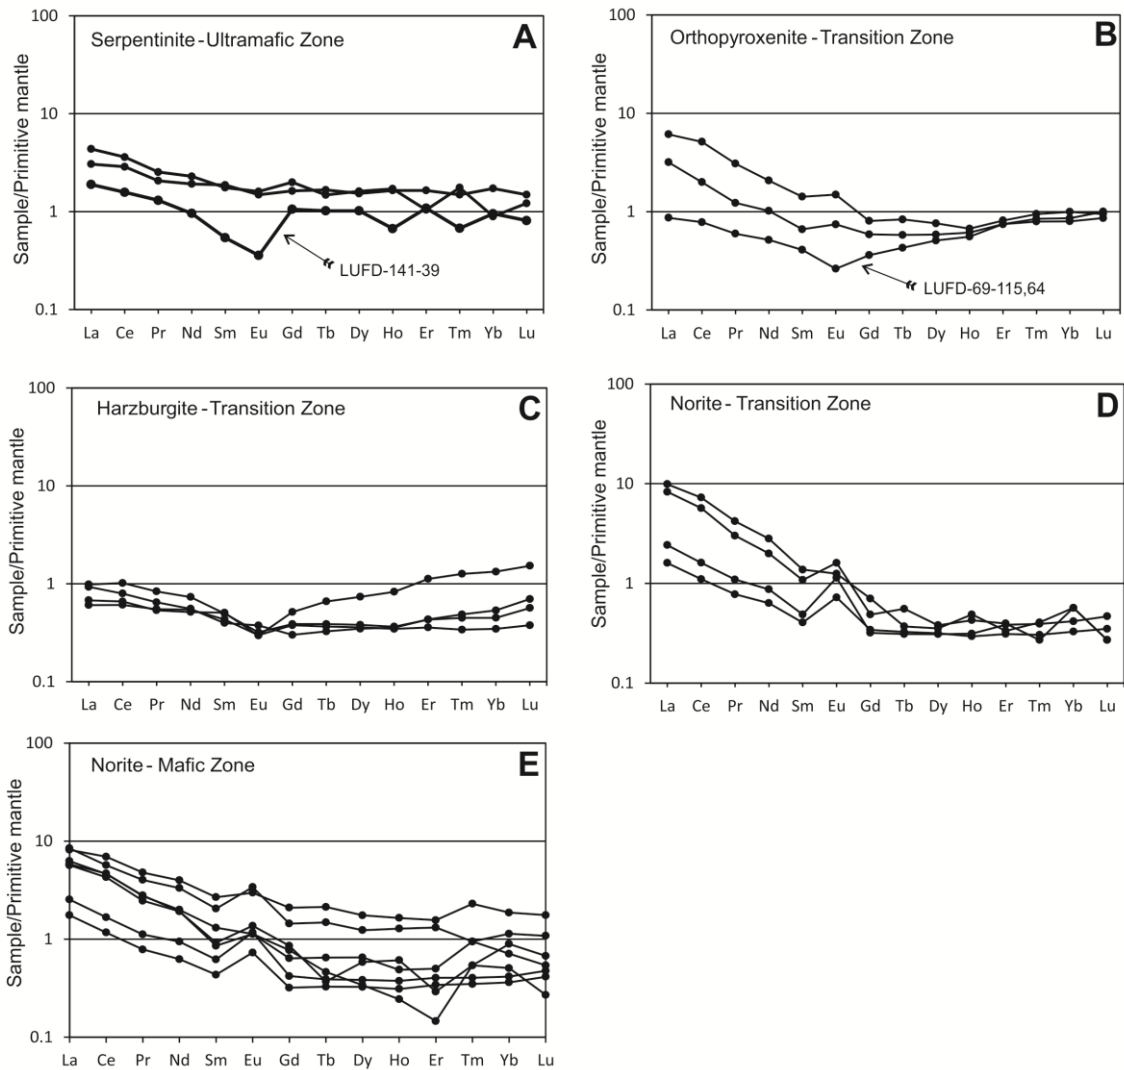 Serpentinite-Ultramafic Zone
A
Sample/Primitive mantle
100
10
1
0.1
LUFD-141-39
La Ce Pr Nd Sm Eu Gd Tb Dy Ho Er Tm Yb Lu
Orthopyroxenite - Transition Zone
B
Sample/Primitive mantle
100
10
1
0.1
LUFD-69-115,64
La Ce Pr Nd Sm Eu Gd Tb Dy Ho Er Tm Yb Lu
Harzburgite - Transition Zone
C
Sample/Primitive mantle
100
10
1
0.1
La Ce Pr Nd Sm Eu Gd Tb Dy Ho Er Tm Yb Lu
Norite - Transition Zone
D
Sample/Primitive mantle
100
10
1
0.1
La Ce Pr Nd Sm Eu Gd Tb Dy Ho Er Tm Yb Lu
Norite - Mafic Zone
E
Sample/Primitive mantle
100
10
1
0.1
La Ce Pr Nd Sm Eu Gd Tb Dy Ho Er Tm Yb Lu